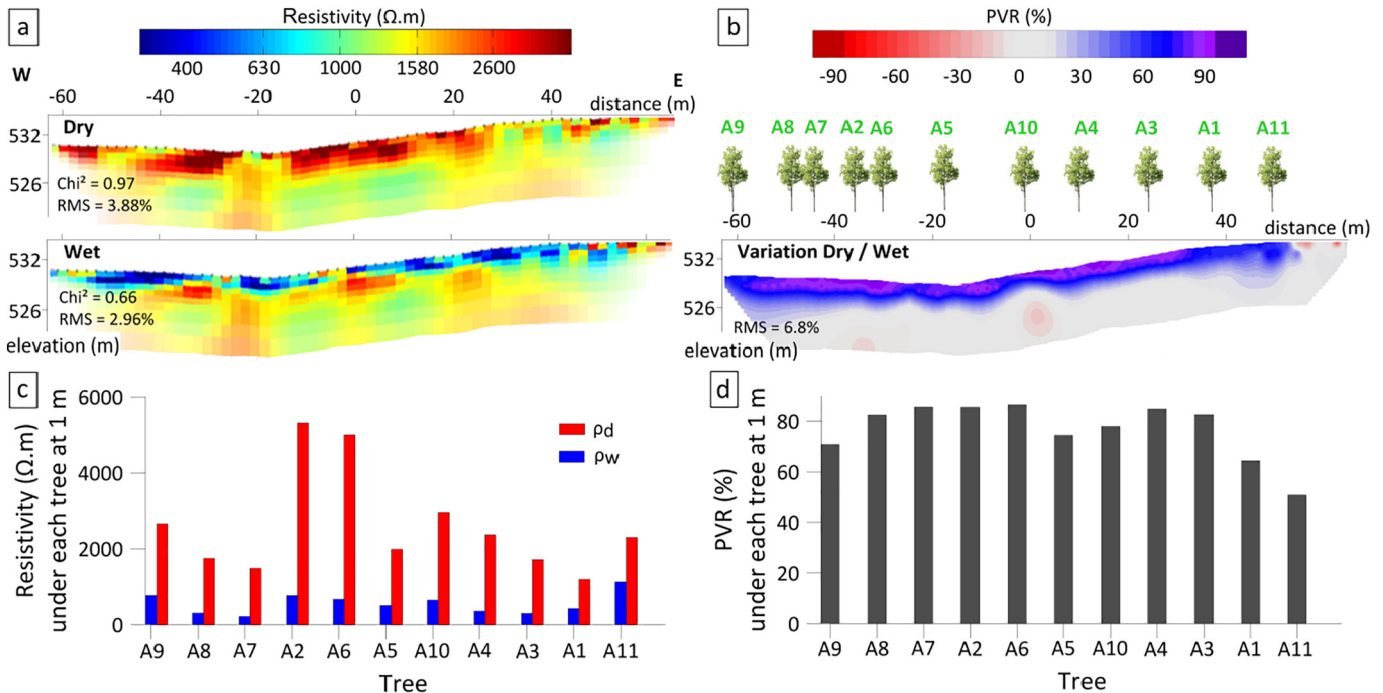 a
Resistivity (Ω.m)
400 630 1000 1580 2600
W
E
-60 -40 -20 0 20 40 distance (m)
532
526
Dry
Chi² = 0.97
RMS = 3.88%
532
526
Wet
Chi² = 0.66
RMS = 2.96%
elevation (m)
b
PVR (%)
-90 -60 -30 0 30 60 90
A9 A8 A7 A2 A6 A5 A10 A4 A3 A1 A11
-60 -40 -20 0 20 40 distance (m)
532
526
Variation Dry / Wet
RMS = 6.8%
elevation (m)
c
Resistivity (Ω.m)
under each tree at 1 m
6000
4000
2000
0
ρd
ρw
A9 A8 A7 A2 A6 A5 A10 A4 A3 A1 A11
Tree
d
PVR (%)
under each tree at 1 m
80
60
40
20
0
A9 A8 A7 A2 A6 A5 A10 A4 A3 A1 A11
Tree